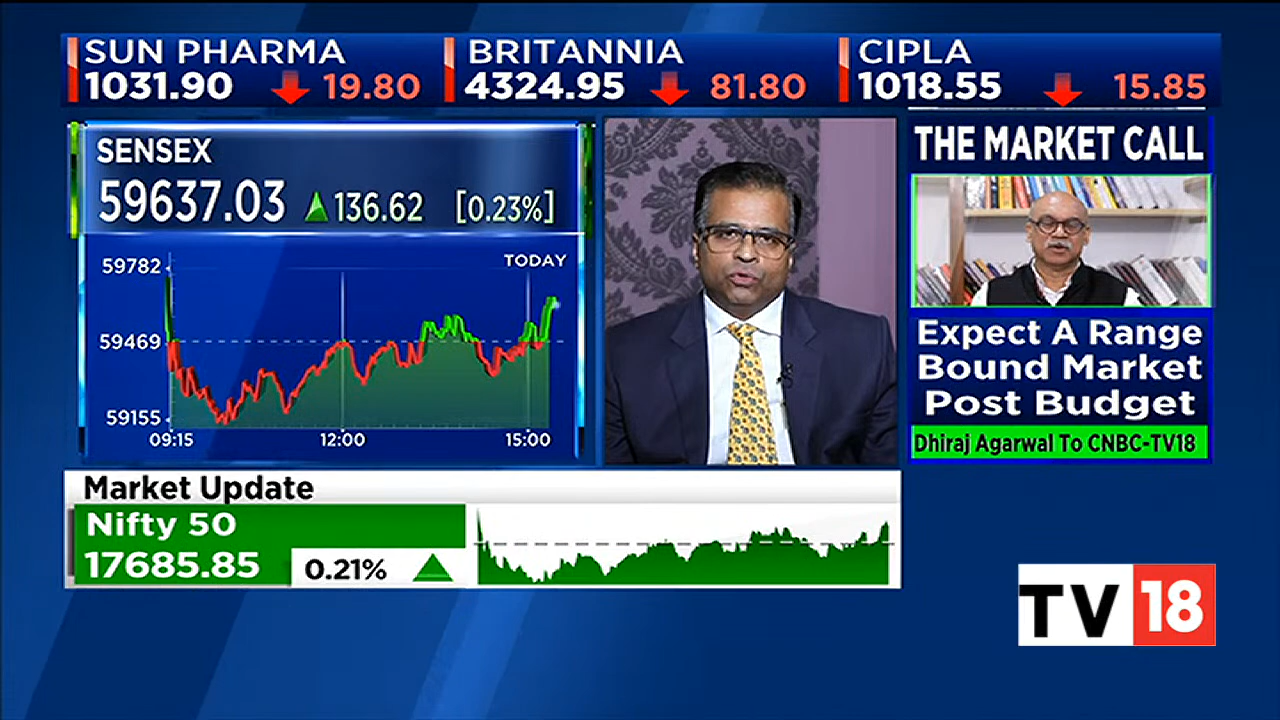 SUN PHARMA
1031.90 19.80
BRITANNIA
4324.95 81.80
CIPLA
1018.55 15.85
SENSEX
59637.03 136.62 [0.23%]
TODAY
59782
59469
59155
09:15 12:00 15:00
THE MARKET CALL
Expect A Range
Bound Market
Post Budget
Dhiraj Agarwal To CNBC-TV18
Market Update
Nifty 50
17685.85 0.21%
TV18